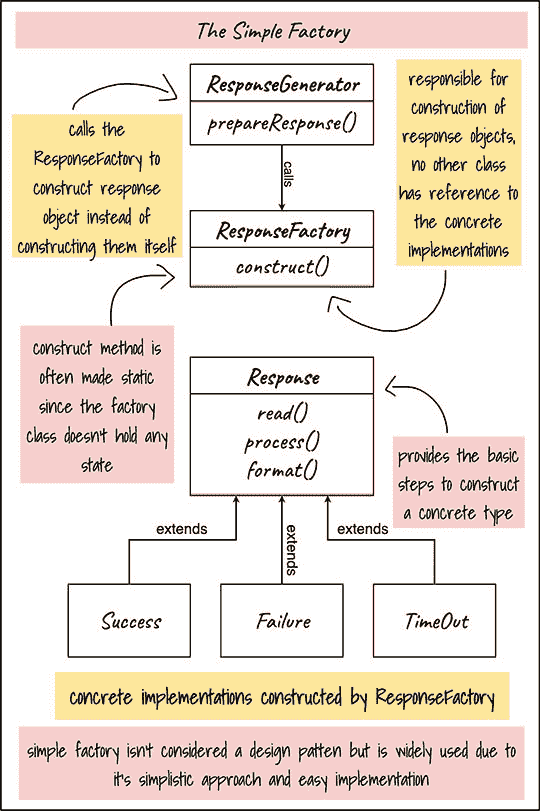 The Simple Factory
ResponseGenerator
prepareResponse()
calls the
ResponseFactory to
construct response
object instead of
constructing them itself
responsible for
construction of
response objects,
no other class
has reference to
the concrete
implementations
calls
ResponseFactory
construct()
construct method is
often made static
since the factory
class doesn't hold any
state
Response
read()
process()
format()
provides the basic
steps to construct
a concrete type
extends
extends
extends
Success
Failure
TimeOut
concrete implementations constructed by ResponseFactory
simple factory isn't considered a design patten but is widely used due to
it's simplistic approach and easy implementation